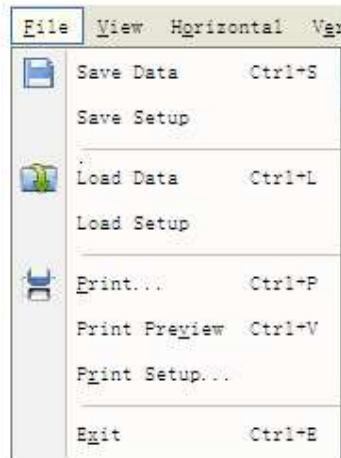 File View Horizontal Ver
Save Data Ctrl+S
Save Setup
Load Data Ctrl+L
Load Setup
Print... Ctrl+P
Print Preview Ctrl+V
Print Setup...
Exit Ctrl+E